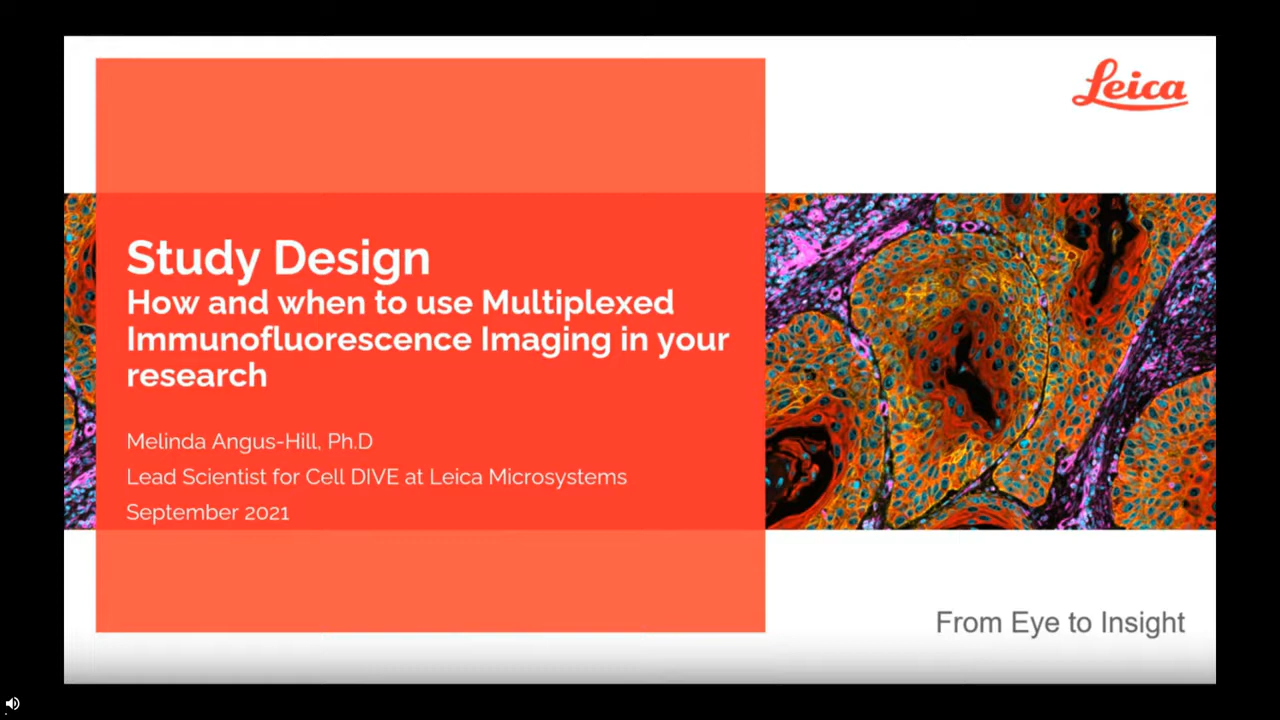 Leica
Study Design
How and when to use Multiplexed
Immunofluorescence Imaging in your
research
Melinda Angus-Hill, Ph.D
Lead Scientist for Cell DIVE at Leica Microsystems
September 2021
From Eye to Insight